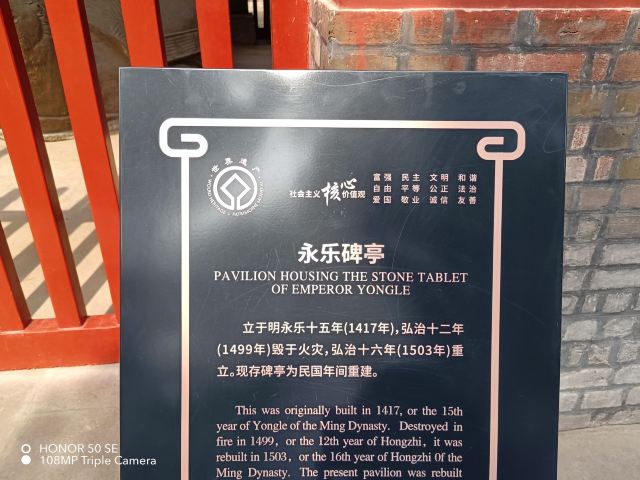 世界遗产
WORLD HERITAGE
PATRIMOINE MONDIAL
社会主义核心价值观
富强 民主 文明 和谐
自由 平等 公正 法治
爱国 敬业 诚信 友善
永乐碑亭
PAVILION HOUSING THE STONE TABLET
OF EMPEROR YONGLE
立于明永乐十五年(1417年),弘治十二年
(1499年)毁于火灾,弘治十六年(1503年)重
立。现存碑亭为民国年间重建。
This was originally built in 1417, or the 15th
year of Yongle of the Ming Dynasty. Destroyed in
fire in 1499, or the 12th year of Hongzhi, it was
rebuilt in 1503, or the 16th year of Hongzhi 0f the
Ming Dynasty. The present pavilion was rebuilt
HONOR 50 SE
108MP Triple Camera